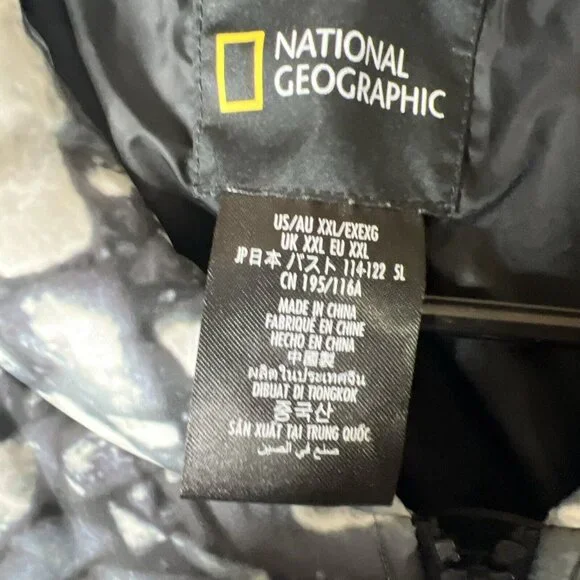 NATIONAL
GEOGRAPHIC
US/AU XXL/EXEXG
UK XXL EU XXL
JP日本 バスト 114-122 5L
CN 195/116A
MADE IN CHINA
FABRIQUÉ EN CHINE
HECHO EN CHINA
中國製
ผลิตในประเทศจีน
DIBUAT DI TIONGKOK
중국산
SẢN XUẤT TẠI TRUNG QUỐC
صنع في الصين